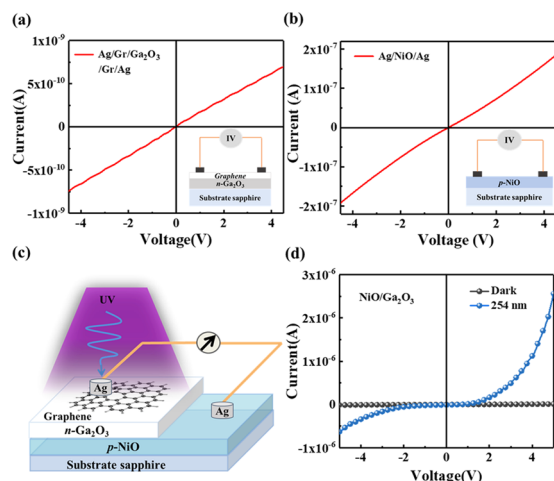 (a)
1x10⁻⁹
5x10⁻¹⁰
0
-5x10⁻¹⁰
-1x10⁻⁹
Current(A)
Ag/Gr/Ga₂O₃
/Gr/Ag
IV
Graphene
n-Ga₂O₃
Substrate sapphire
-4
-2
0
2
4
Voltage(V)
(b)
2x10⁻⁷
1x10⁻⁷
0
-1x10⁻⁷
-2x10⁻⁷
Current (A)
Ag/NiO/Ag
IV
p-NiO
Substrate sapphire
-4
-2
0
2
4
Voltage(V)
(c)
UV
Ag
Graphene
n-Ga₂O₃
Ag
p-NiO
Substrate sapphire
(d)
3x10⁻⁶
2x10⁻⁶
1x10⁻⁶
0
-1x10⁻⁶
Current(A)
NiO/Ga₂O₃
Dark
254 nm
-4
-2
0
2
4
Voltage(V)